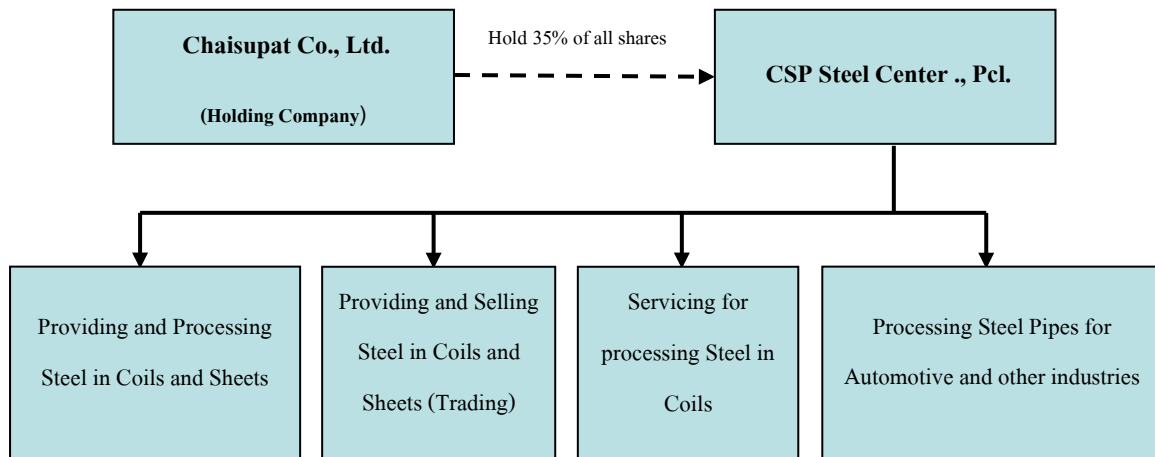 Chaisupat Co., Ltd.
(Holding Company)
Hold 35% of all shares
CSP Steel Center ., Pcl.
Providing and Processing
Steel in Coils and Sheets
Providing and Selling
Steel in Coils and
Sheets (Trading)
Servicing for
processing Steel in
Coils
Processing Steel Pipes for
Automotive and other industries